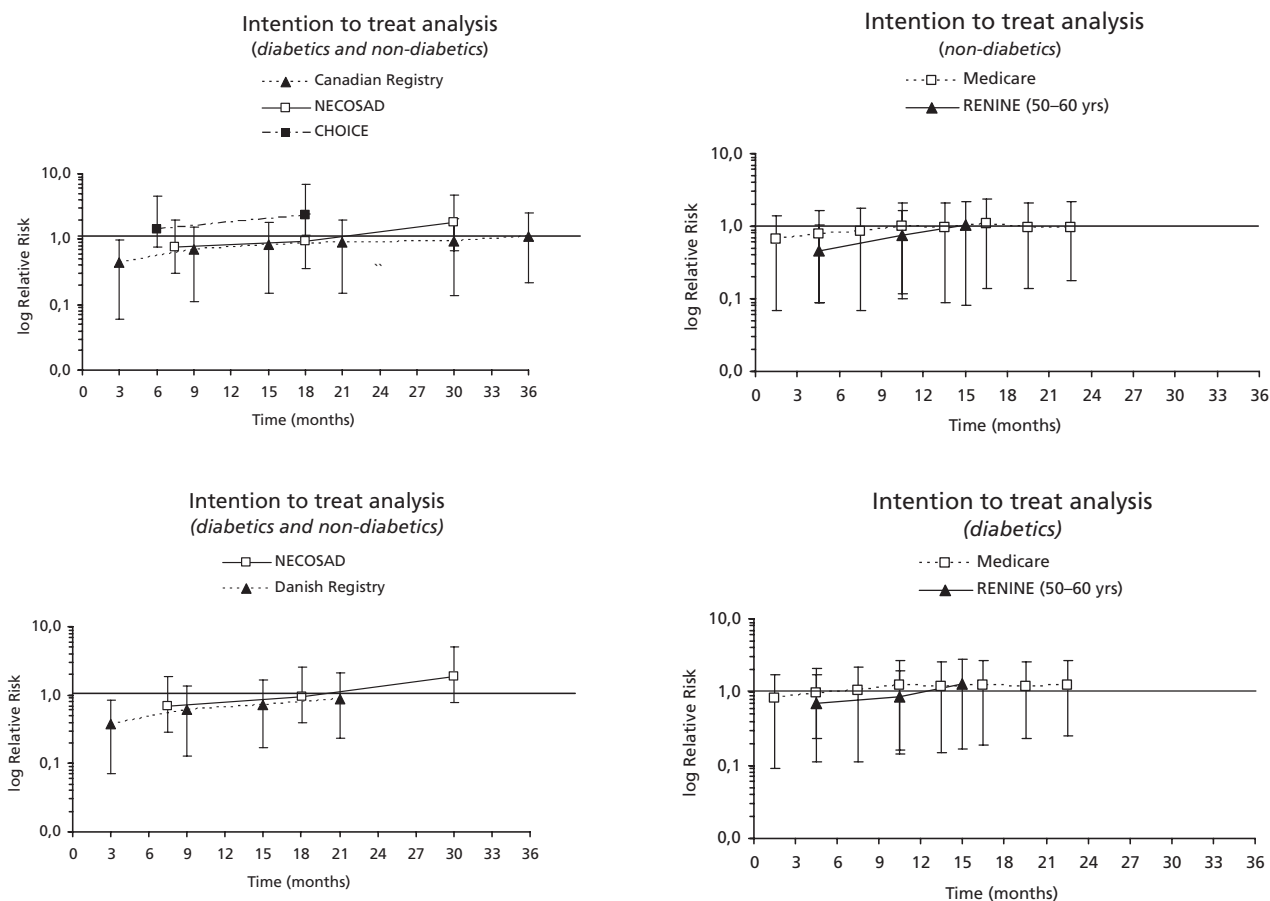 Intention to treat analysis
(diabetics and non-diabetics)
Canadian Registry
NECOSAD
CHOICE
10,0
1,0
0,1
0,0
log Relative Risk
0 3 6 9 12 15 18 21 24 27 30 33 36
Time (months)
Intention to treat analysis
(non-diabetics)
Medicare
RENINE (50–60 yrs)
10,0
1,0
0,1
0,0
log Relative Risk
0 3 6 9 12 15 18 21 24 27 30 33 36
Time (months)
Intention to treat analysis
(diabetics and non-diabetics)
NECOSAD
Danish Registry
10,0
1,0
0,1
0,0
log Relative Risk
0 3 6 9 12 15 18 21 24 27 30 33 36
Time (months)
Intention to treat analysis
(diabetics)
Medicare
RENINE (50–60 yrs)
10,0
1,0
0,1
0,0
log Relative Risk
0 3 6 9 12 15 18 21 24 27 30 33 36
Time (months)